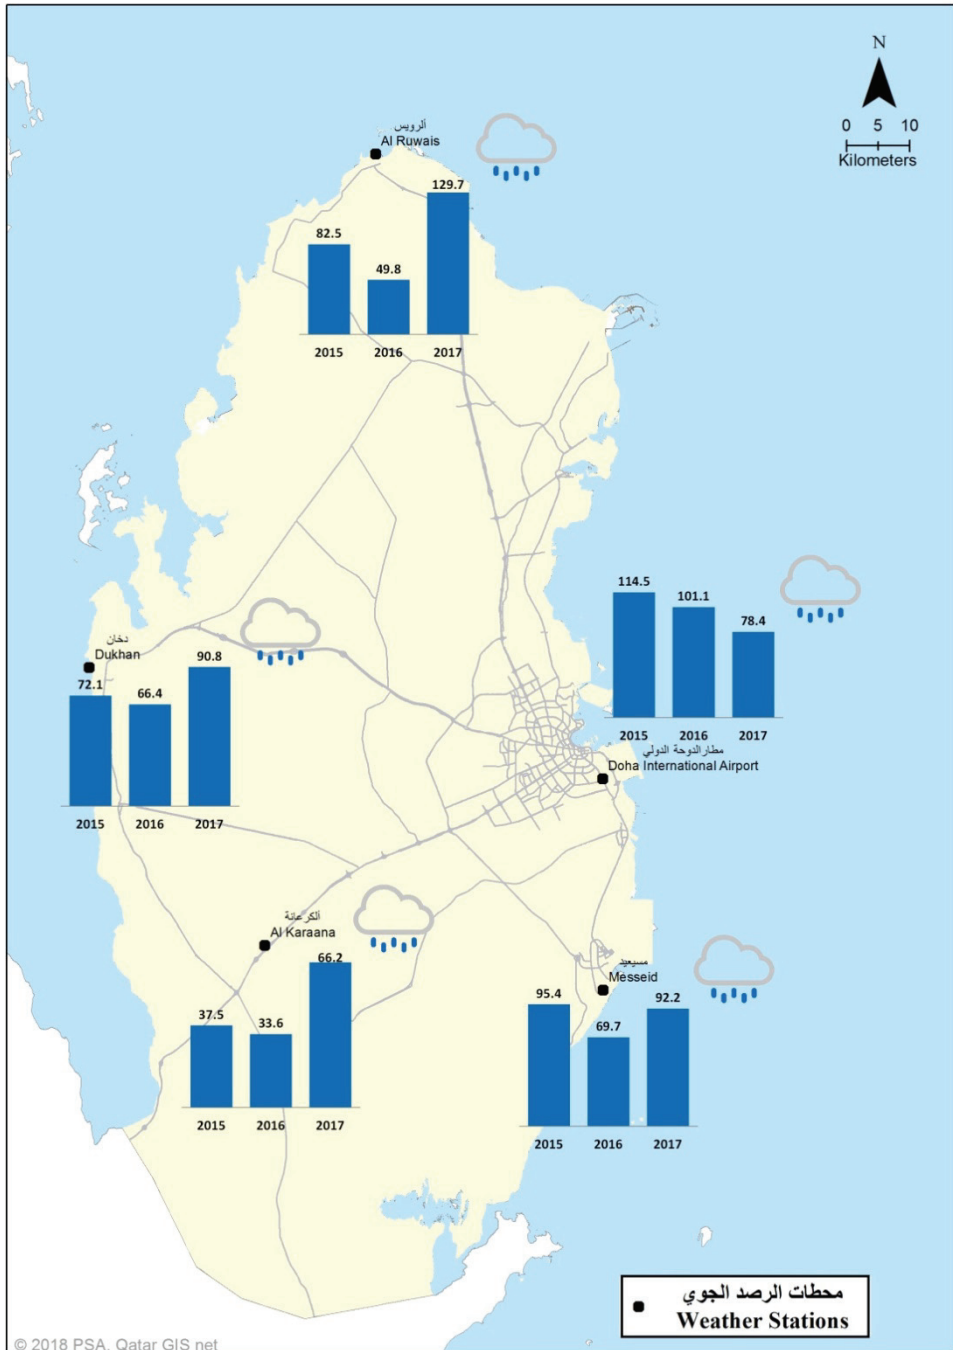 N
0 5 10
Kilometers
ألرويس
Al Ruwais
129.7
82.5
49.8
2015 2016 2017
114.5
101.1
78.4
2015 2016 2017
مطار الدوحة الدولي
Doha International Airport
دخان
Dukhan
90.8
72.1
66.4
2015 2016 2017
ألكرعانة
Al Karaana
66.2
37.5
33.6
2015 2016 2017
مسيعيد
Messeid
95.4
92.2
69.7
2015 2016 2017
محطات الرصد الجوي
Weather Stations
© 2018 PSA, Qatar GIS net